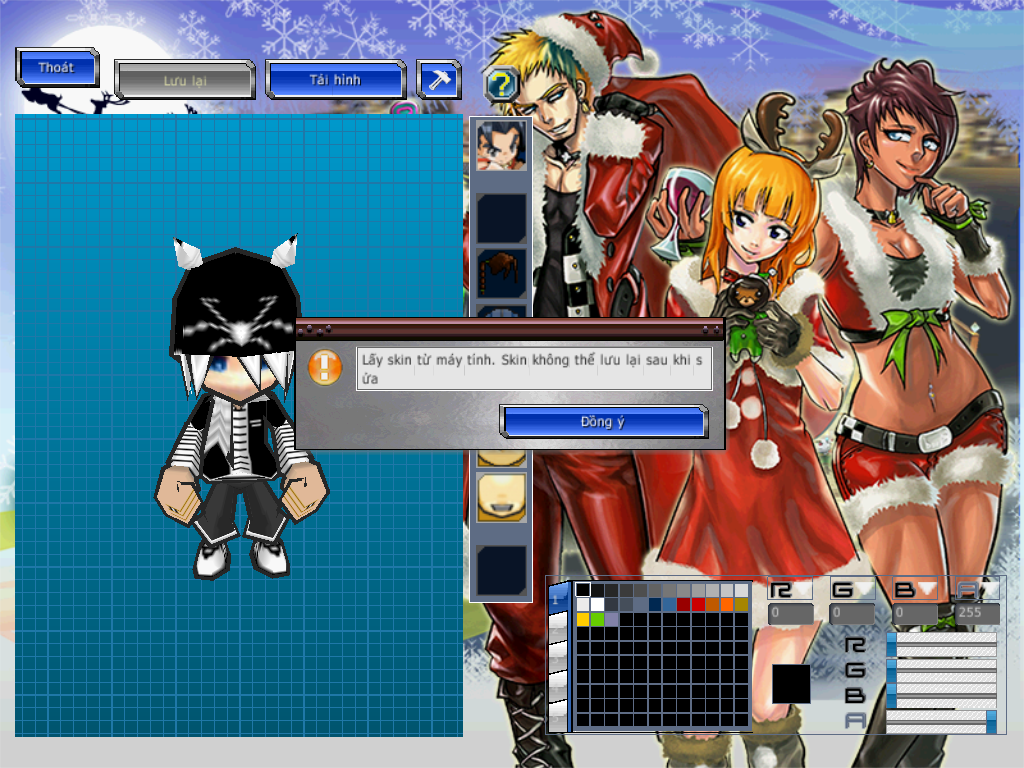 Thoát
Lưu lại
Tải hình
?
Lấy skin từ máy tính. Skin không thể lưu lại sau khi s
ửa
Đồng ý
1
R G B A
0 0 0 255
R
G
B
A